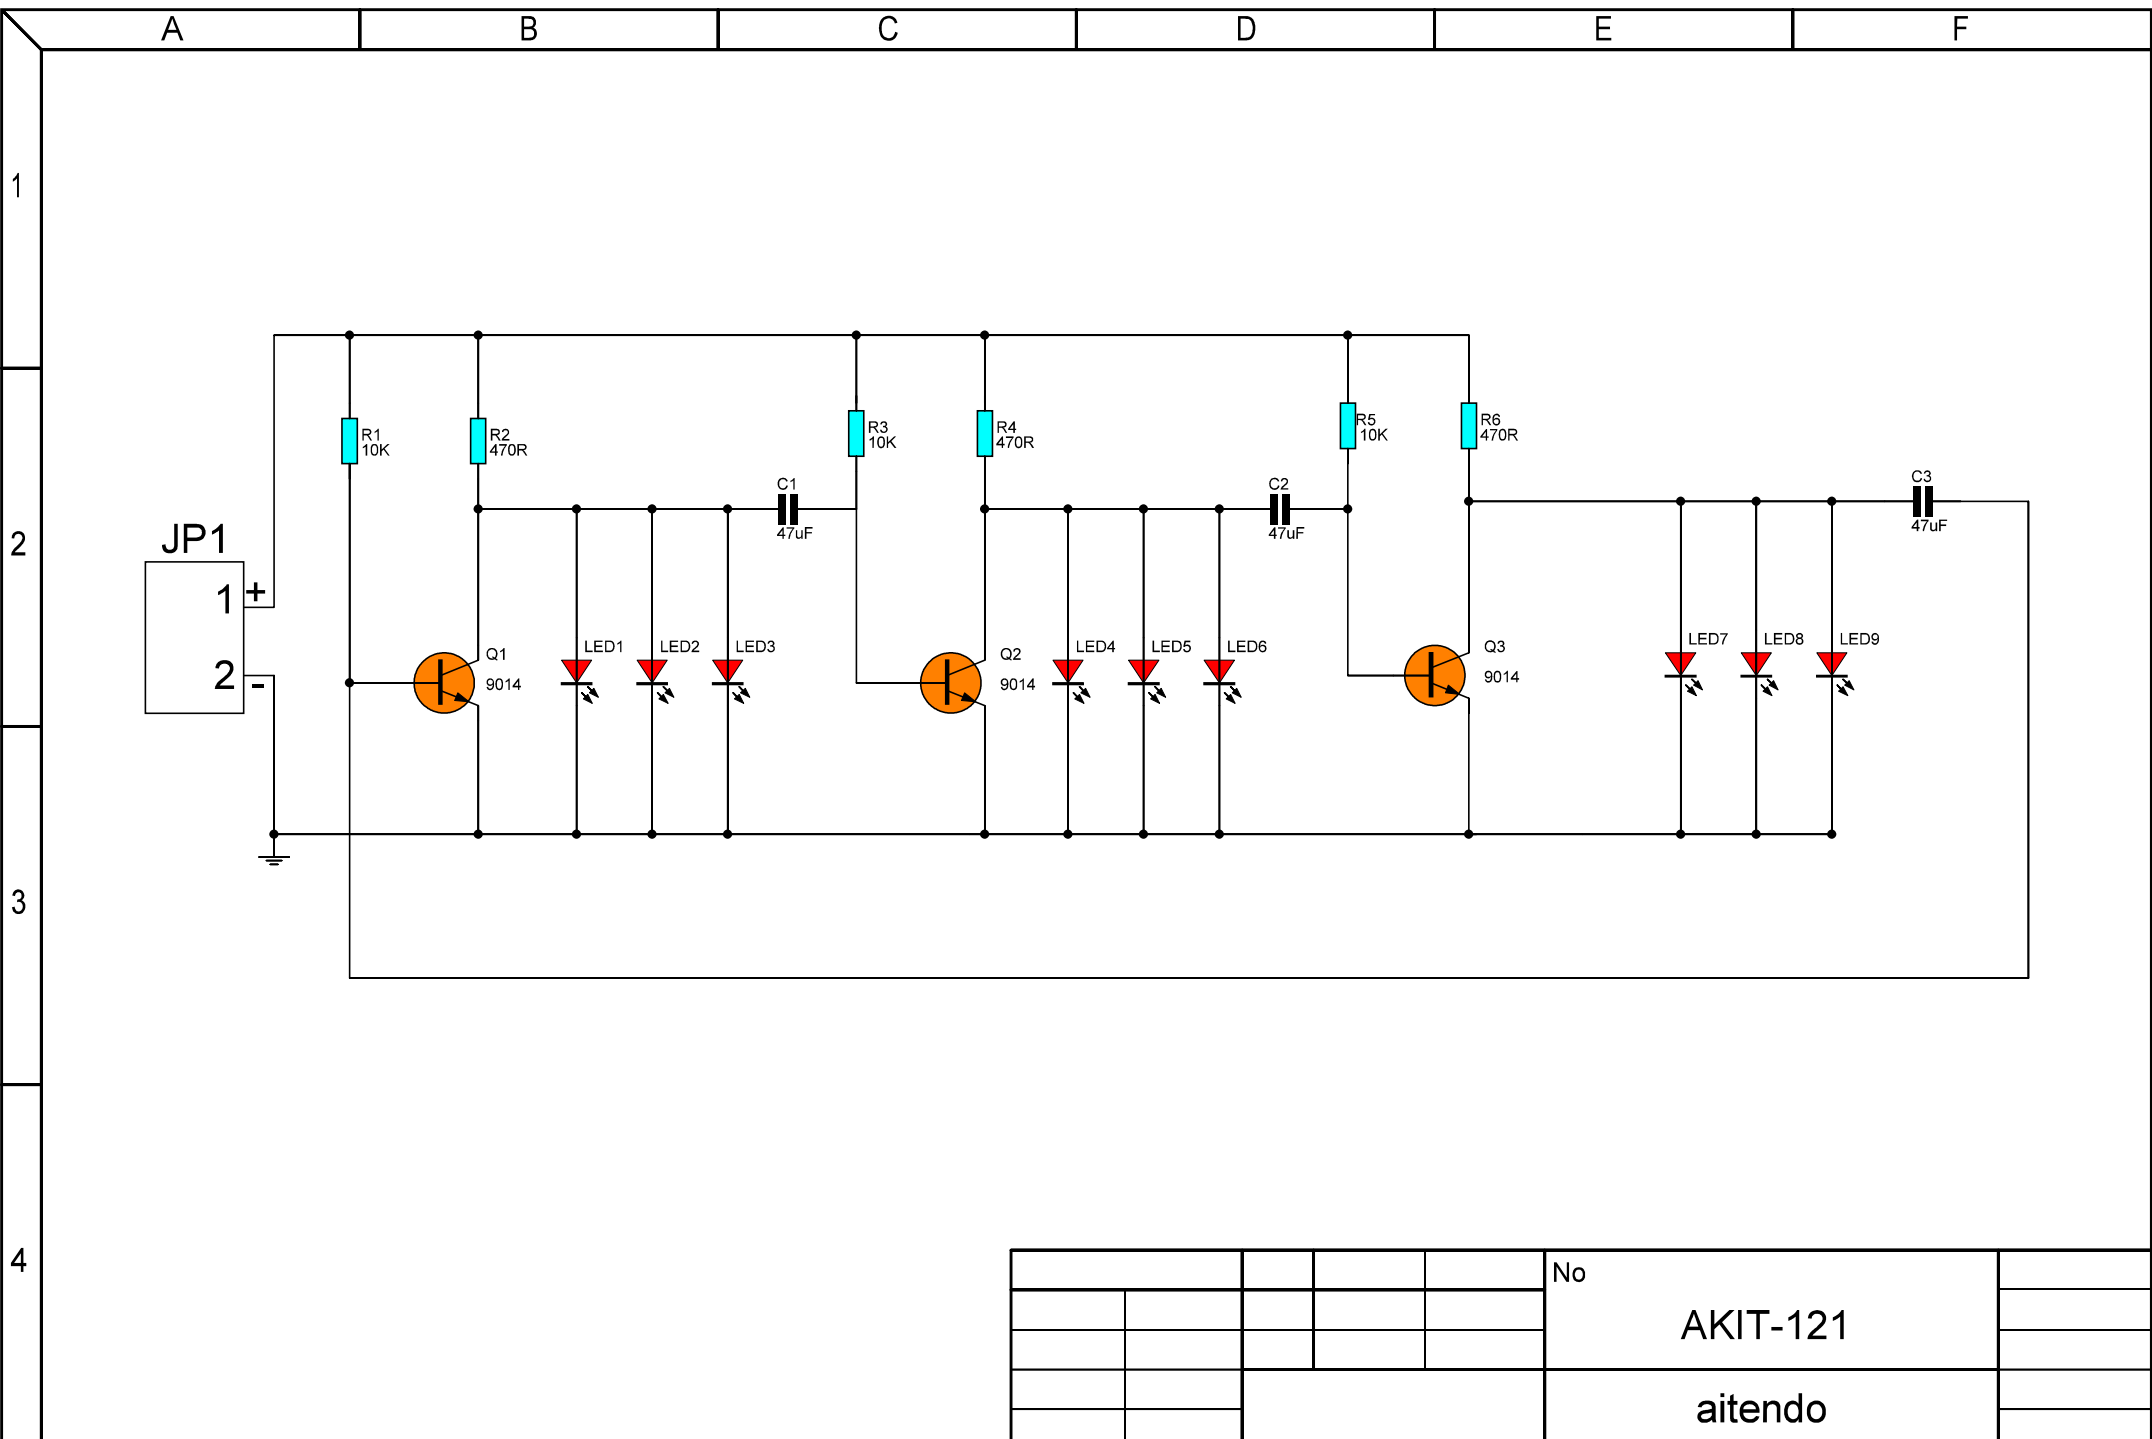 A B C D E F
1
2
3
4
JP1
1 +
2 -
R1
10K
R2
470R
C1
47uF
R3
10K
R4
470R
C2
47uF
R5
10K
R6
470R
C3
47uF
Q1
9014
LED1
LED2
LED3
Q2
9014
LED4
LED5
LED6
Q3
9014
LED7
LED8
LED9
No
AKIT-121
aitendo